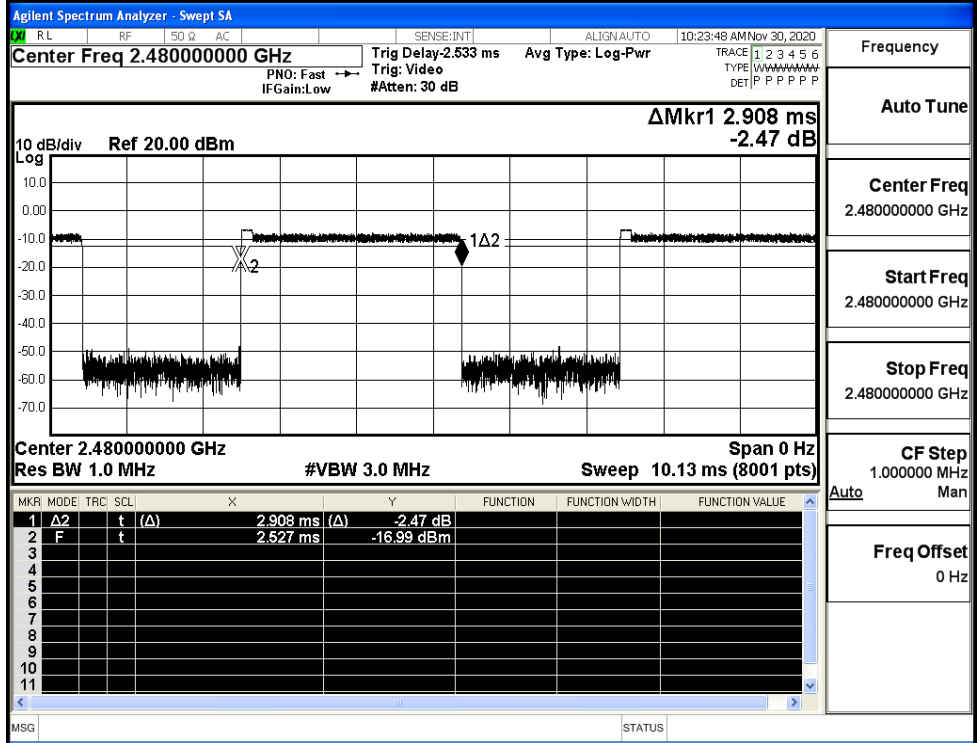 Agilent Spectrum Analyzer - Swept SA
LXI RL RF 50 Ω AC SENSE:INT ALIGNAUTO 10:23:48 AM Nov 30, 2020
Center Freq 2.480000000 GHz
PNO: Fast
IFGain:Low
Trig Delay-2.533 ms
Trig: Video
#Atten: 30 dB
Avg Type: Log-Pwr
TRACE 1 2 3 4 5 6
TYPE WWWWWW
DET P P P P P P
ΔMkr1 2.908 ms
-2.47 dB
10 dB/div Ref 20.00 dBm
Log
10.0
0.00
-10.0
-20.0
-30.0
-40.0
-50.0
-60.0
-70.0
1Δ2
2
Center 2.480000000 GHz Span 0 Hz
Res BW 1.0 MHz #VBW 3.0 MHz Sweep 10.13 ms (8001 pts)
MKR MODE TRC SCL X Y FUNCTION FUNCTION WIDTH FUNCTION VALUE
1 Δ2 t (Δ) 2.908 ms (Δ) -2.47 dB
2 F t 2.527 ms -16.99 dBm
3
4
5
6
7
8
9
10
11
MSG STATUS
Frequency
Auto Tune
Center Freq
2.480000000 GHz
Start Freq
2.480000000 GHz
Stop Freq
2.480000000 GHz
CF Step
1.000000 MHz
Auto Man
Freq Offset
0 Hz